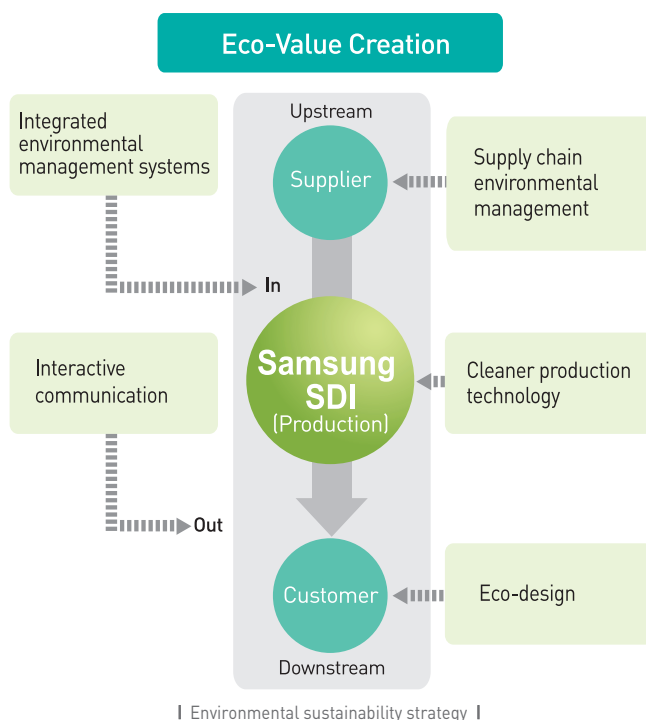 Eco-Value Creation
Integrated
environmental
management systems
Upstream
Supplier
Supply chain
environmental
management
In
Interactive
communication
Samsung
SDI
(Production)
Cleaner production
technology
Out
Customer
Eco-design
Downstream
| Environmental sustainability strategy |